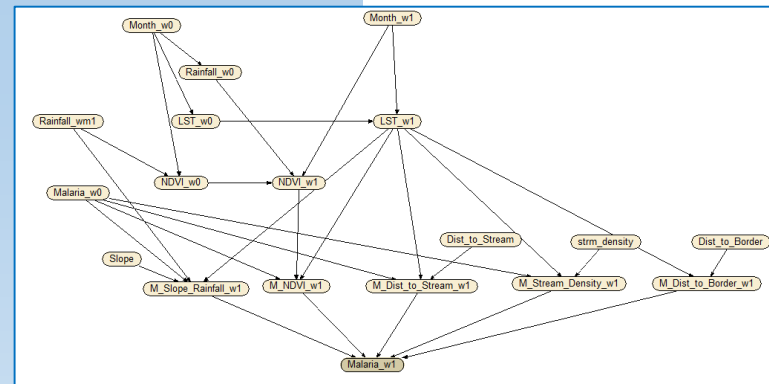 Month_w0
Month_w1
Rainfall_w0
Rainfall_wm1
LST_w0
LST_w1
NDVI_w0
NDVI_w1
Malaria_w0
Dist_to_Stream
strm_density
Dist_to_Border
Slope
M_Slope_Rainfall_w1
M_NDVI_w1
M_Dist_to_Stream_w1
M_Stream_Density_w1
M_Dist_to_Border_w1
Malaria_w1